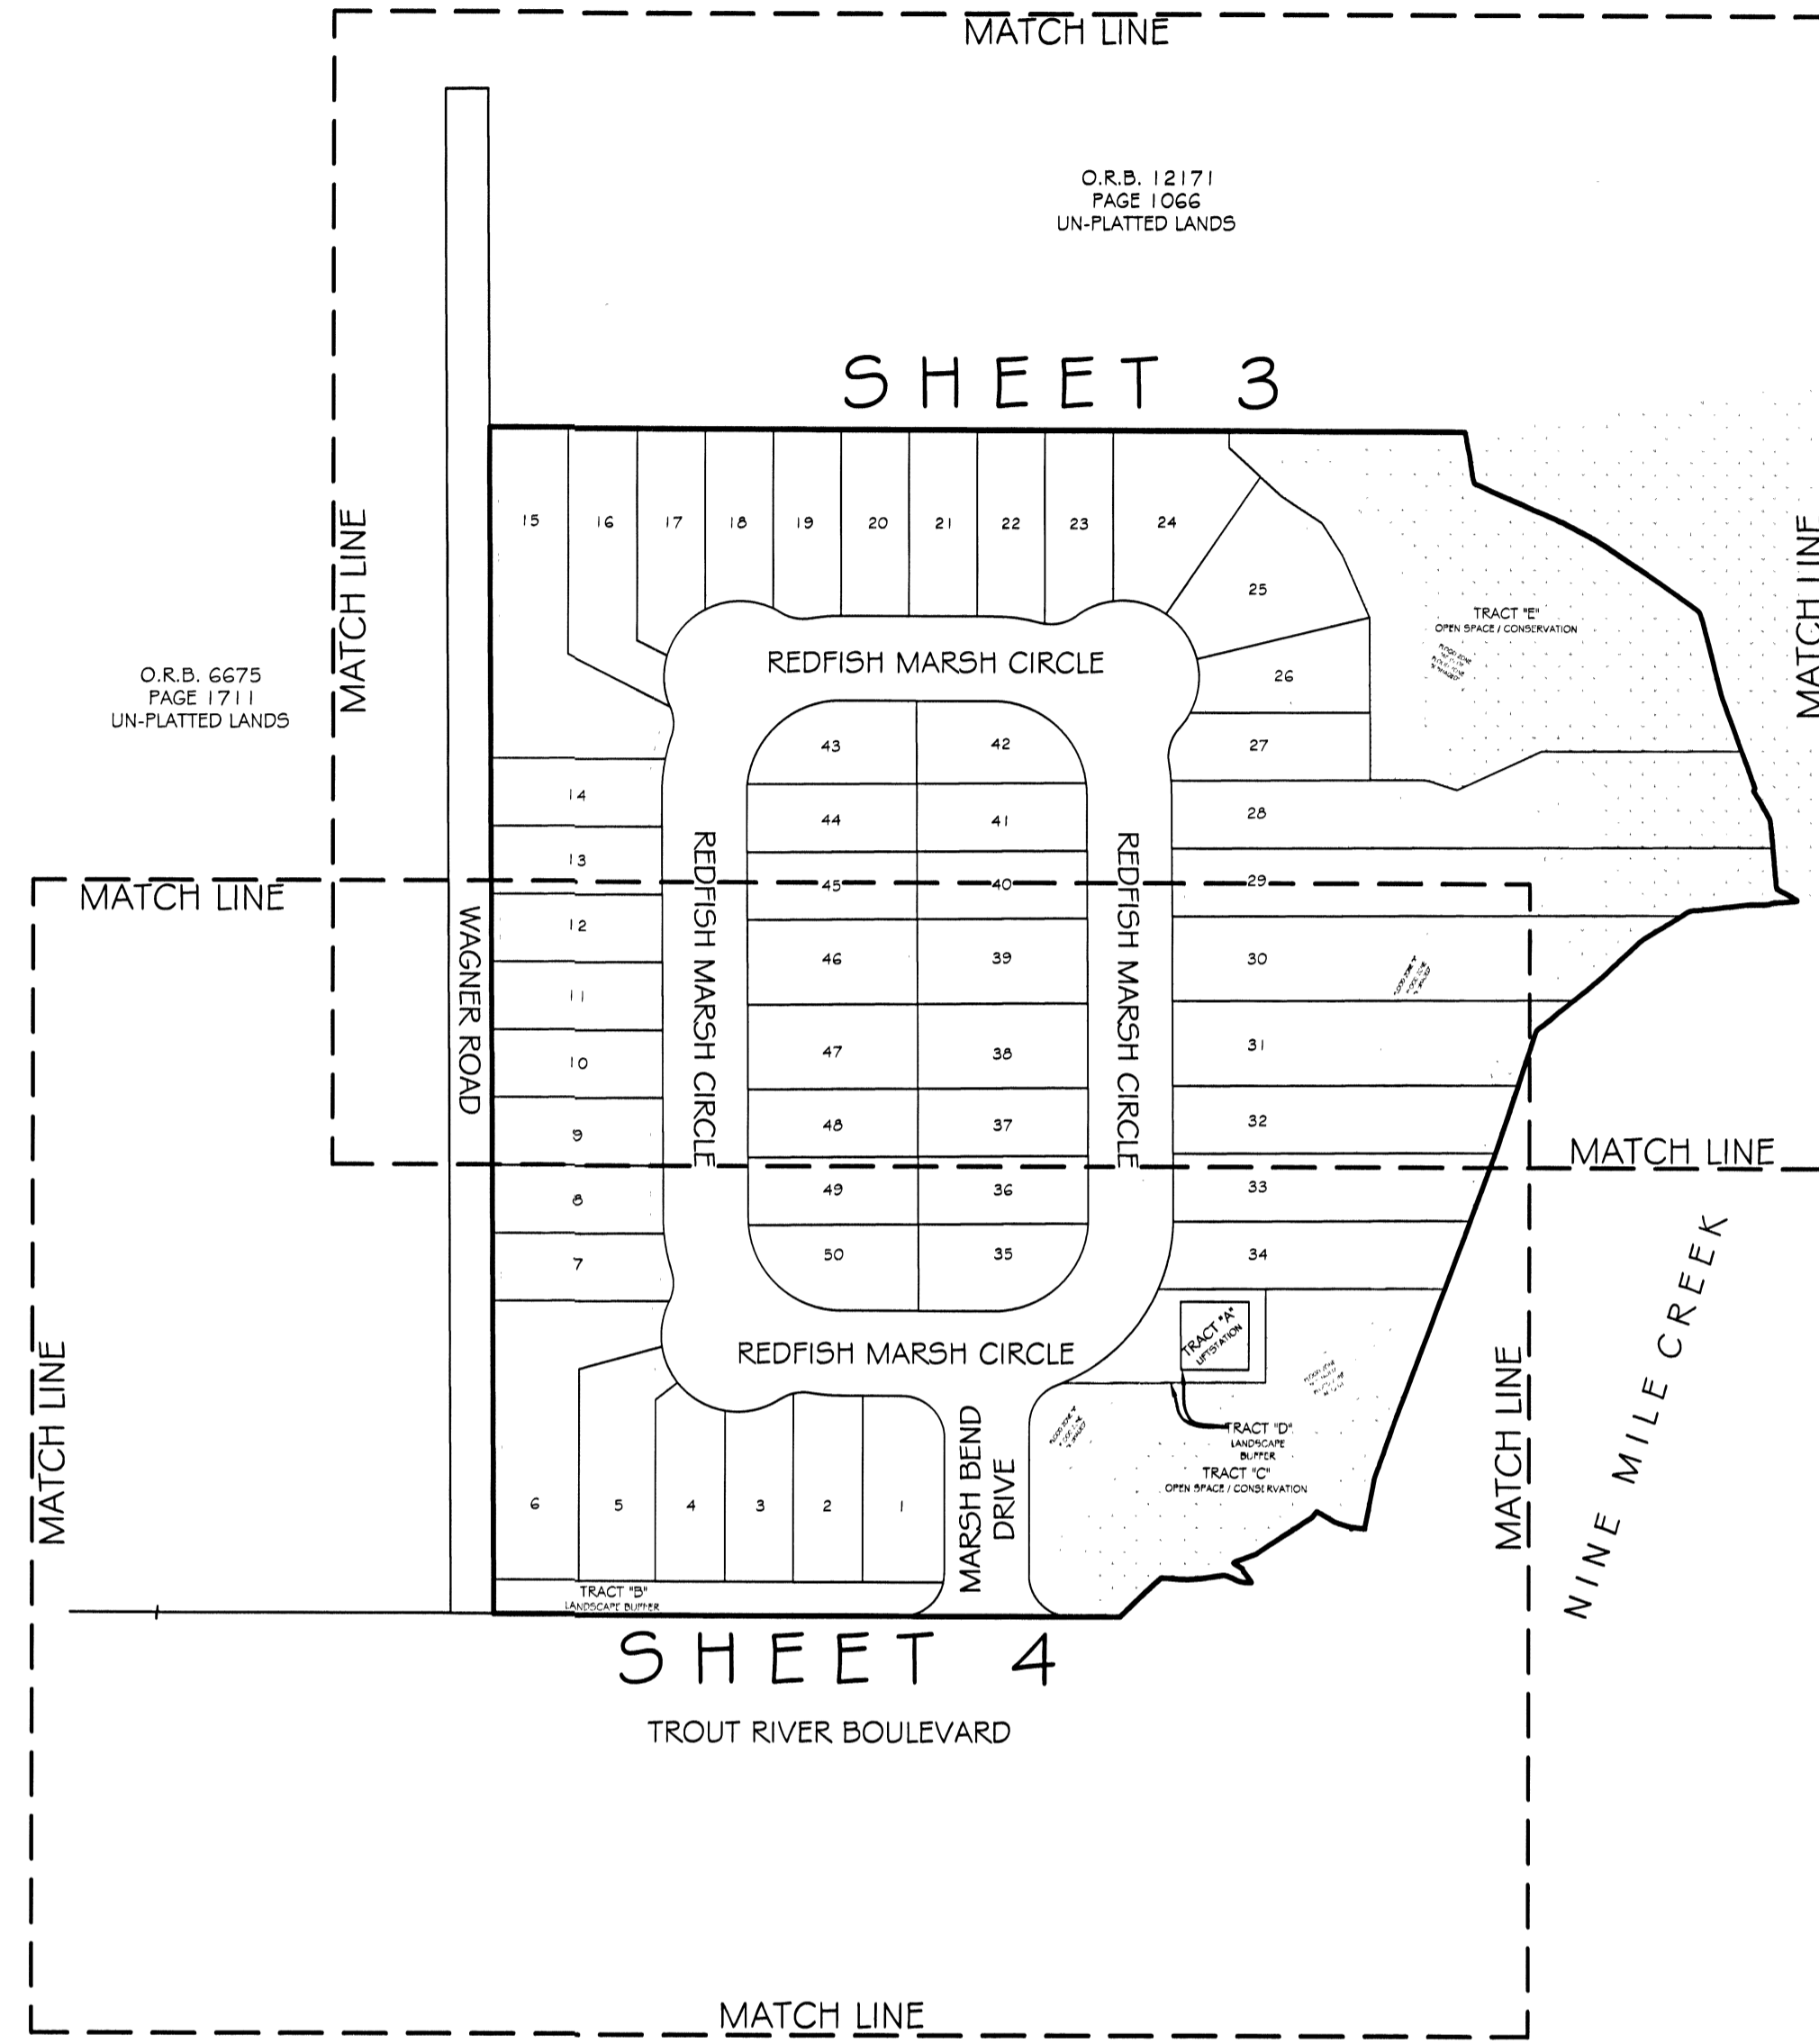 MATCH LINE
O.R.B. 12171
PAGE 1066
UN-PLATTED LANDS
SHEET 3
MATCH LINE
MATCH LINE
15
16
17
18
19
20
21
22
23
24
25
TRACT "E"
OPEN SPACE / CONSERVATION
O.R.B. 6675
PAGE 1711
UN-PLATTED LANDS
REDFISH MARSH CIRCLE
26
43
42
27
14
44
41
28
REDFISH MARSH CIRCLE
REDFISH MARSH CIRCLE
13
45
40
29
MATCH LINE
WAGNER ROAD
12
46
39
30
11
10
47
38
31
9
48
37
32
MATCH LINE
8
49
36
33
7
50
35
34
NINE MILE CREEK
TRACT "A"
LIFTSTATION
REDFISH MARSH CIRCLE
MATCH LINE
MATCH LINE
MARSH BEND
DRIVE
TRACT "D"
LANDSCAPE
BUFFER
TRACT "C"
OPEN SPACE / CONSERVATION
6
5
4
3
2
1
TRACT "B"
LANDSCAPE BUFFER
SHEET 4
TROUT RIVER BOULEVARD
MATCH LINE